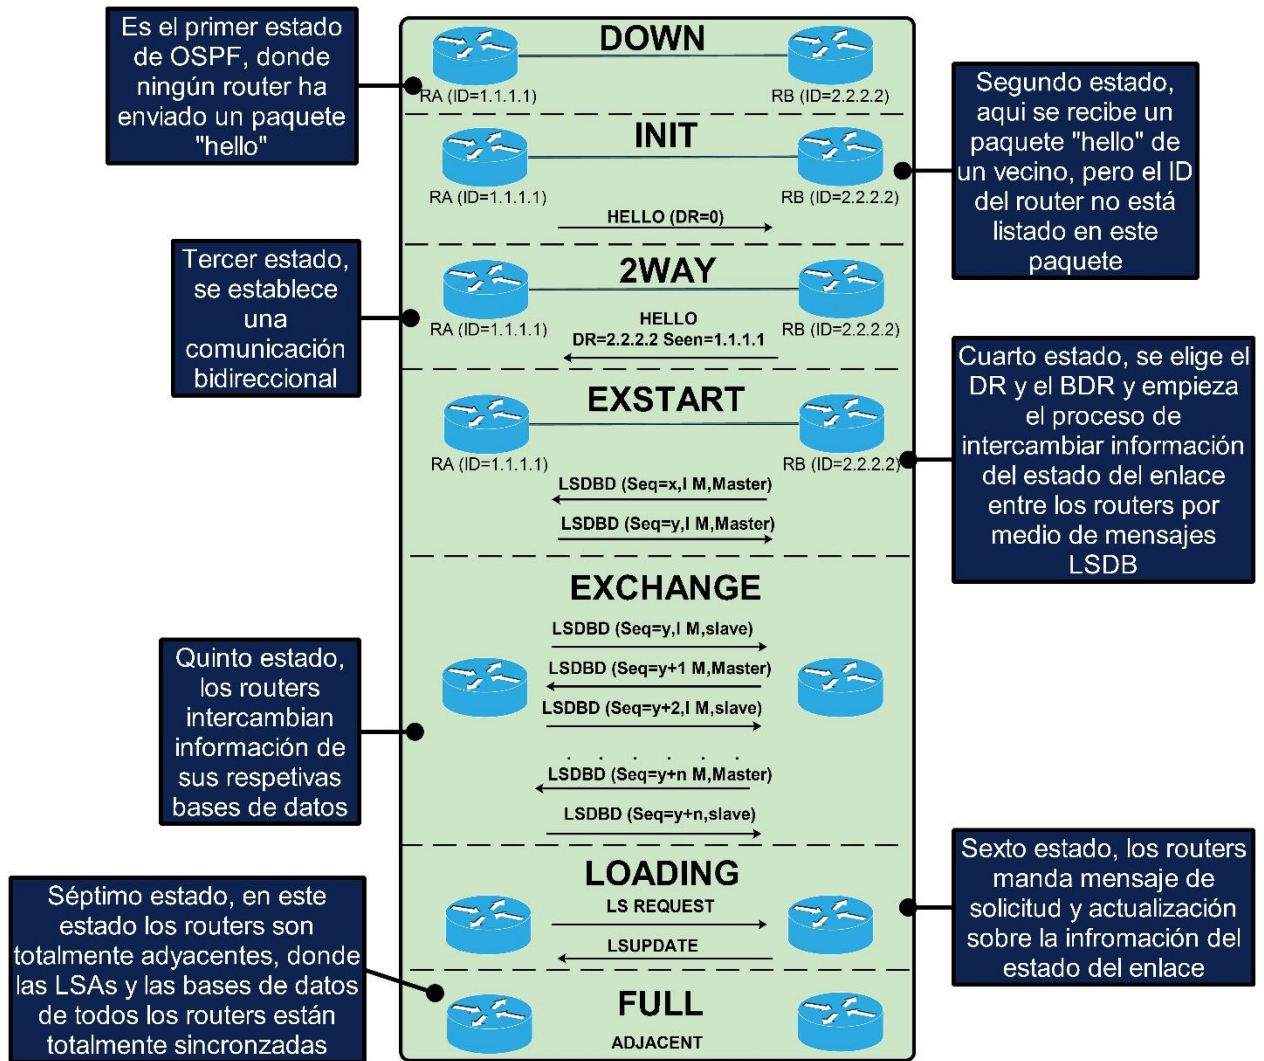 Es el primer estado
de OSPF, donde
ningún router ha
enviado un paquete
"hello"
DOWN
RA (ID=1.1.1.1)
RB (ID=2.2.2.2)
Segundo estado,
aqui se recibe un
paquete "hello" de
un vecino, pero el ID
del router no está
listado en este
paquete
INIT
RA (ID=1.1.1.1)
RB (ID=2.2.2.2)
HELLO (DR=0)
Tercer estado,
se establece
una
comunicación
bidireccional
2WAY
RA (ID=1.1.1.1)
RB (ID=2.2.2.2)
HELLO
DR=2.2.2.2 Seen=1.1.1.1
Cuarto estado, se elige el
DR y el BDR y empieza
el proceso de
intercambiar información
del estado del enlace
entre los routers por
medio de mensajes
LSDB
EXSTART
RA (ID=1.1.1.1)
RB (ID=2.2.2.2)
LSDBD (Seq=x,I M,Master)
LSDBD (Seq=y,I M,Master)
Quinto estado,
los routers
intercambian
información de
sus respetivas
bases de datos
EXCHANGE
LSDBD (Seq=y,I M,slave)
LSDBD (Seq=y+1 M,Master)
LSDBD (Seq=y+2,I M,slave)
. . . . . .
LSDBD (Seq=y+n M,Master)
LSDBD (Seq=y+n,slave)
Sexto estado, los routers
manda mensaje de
solicitud y actualización
sobre la infromación del
estado del enlace
LOADING
LS REQUEST
LSUPDATE
Séptimo estado, en este
estado los routers son
totalmente adyacentes, donde
las LSAs y las bases de datos
de todos los routers están
totalmente sincronzadas
FULL
ADJACENT